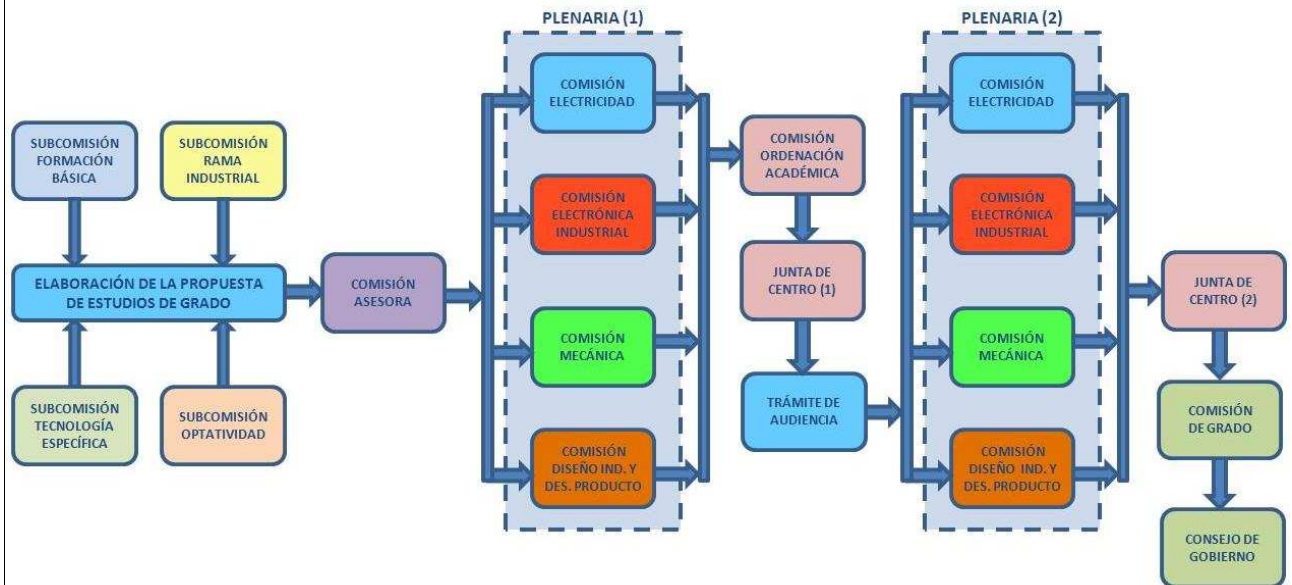 PLENARIA (1)
PLENARIA (2)
SUBCOMISIÓN
FORMACIÓN
BÁSICA
SUBCOMISIÓN
RAMA
INDUSTRIAL
ELABORACIÓN DE LA PROPUESTA
DE ESTUDIOS DE GRADO
SUBCOMISIÓN
TECNOLOGÍA
ESPECÍFICA
SUBCOMISIÓN
OPTATIVIDAD
COMISIÓN
ASESORA
COMISIÓN
ELECTRICIDAD
COMISIÓN
ELECTRÓNICA
INDUSTRIAL
COMISIÓN
MECÁNICA
COMISIÓN
DISEÑO IND. Y
DES. PRODUCTO
COMISIÓN
ORDENACIÓN
ACADÉMICA
JUNTA DE
CENTRO (1)
TRÁMITE DE
AUDIENCIA
COMISIÓN
ELECTRICIDAD
COMISIÓN
ELECTRÓNICA
INDUSTRIAL
COMISIÓN
MECÁNICA
COMISIÓN
DISEÑO IND. Y
DES. PRODUCTO
JUNTA DE
CENTRO (2)
COMISIÓN
DE GRADO
CONSEJO DE
GOBIERNO